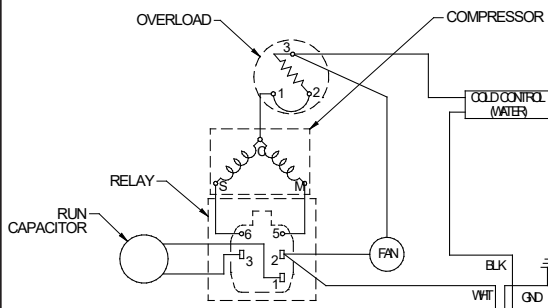 OVERLOAD
COMPRESSOR
3
1
2
COLD CONTROL
(WATER)
C
S
M
RELAY
RUN
CAPACITOR
6
5
3
2
1
FAN
BLK
WHT
GND